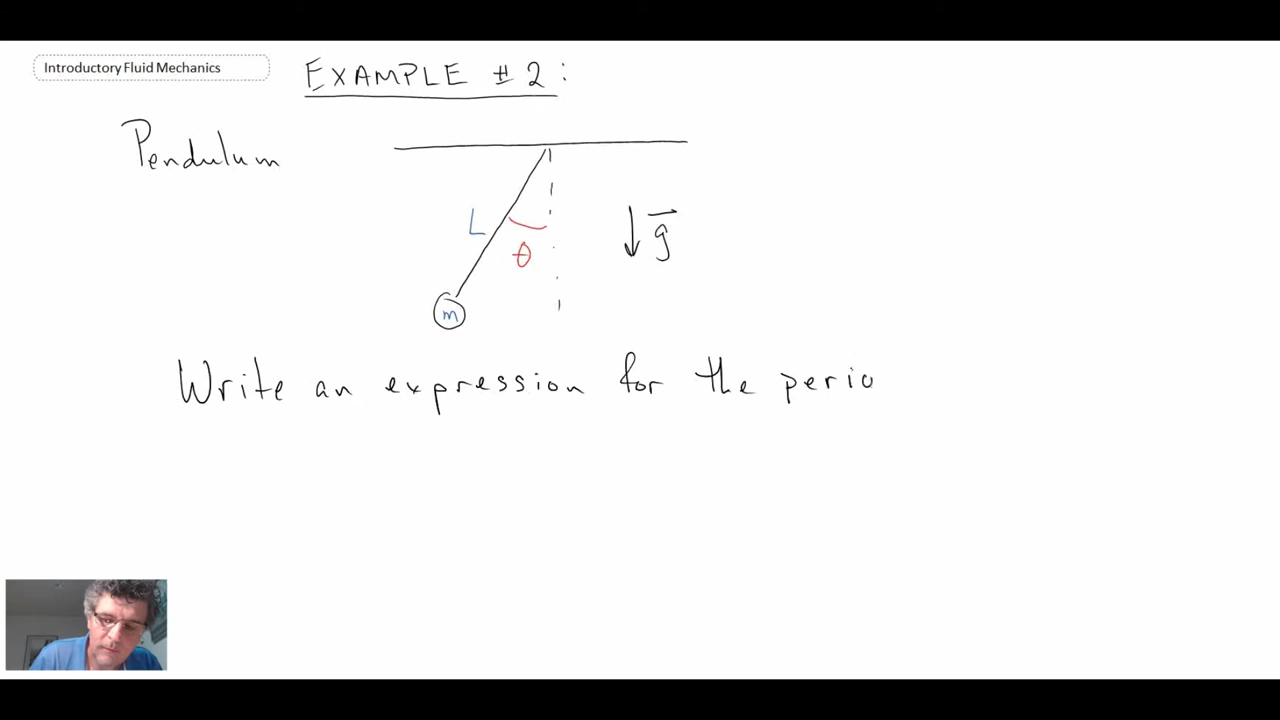 Introductory Fluid Mechanics
EXAMPLE #2:
Pendulum
L
θ
g
m
Write an expression for the perio